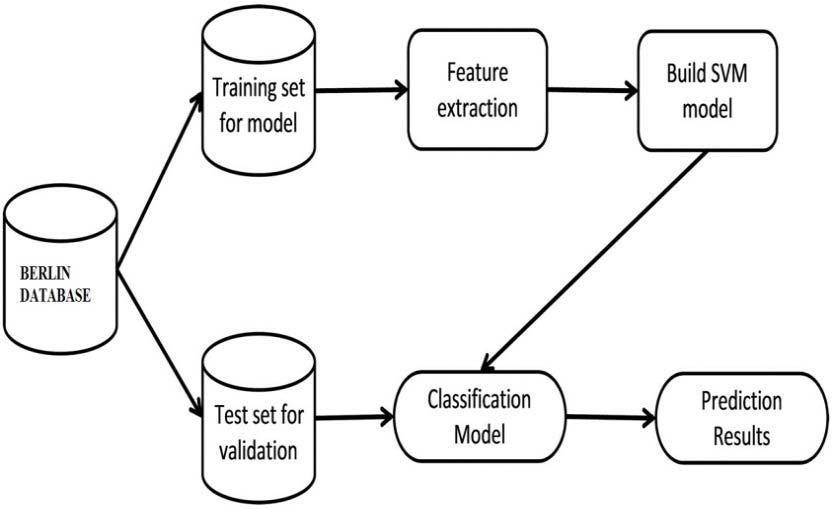 Training set
for model
Feature
extraction
Build SVM
model
BERLIN
DATABASE
Test set for
validation
Classification
Model
Prediction
Results